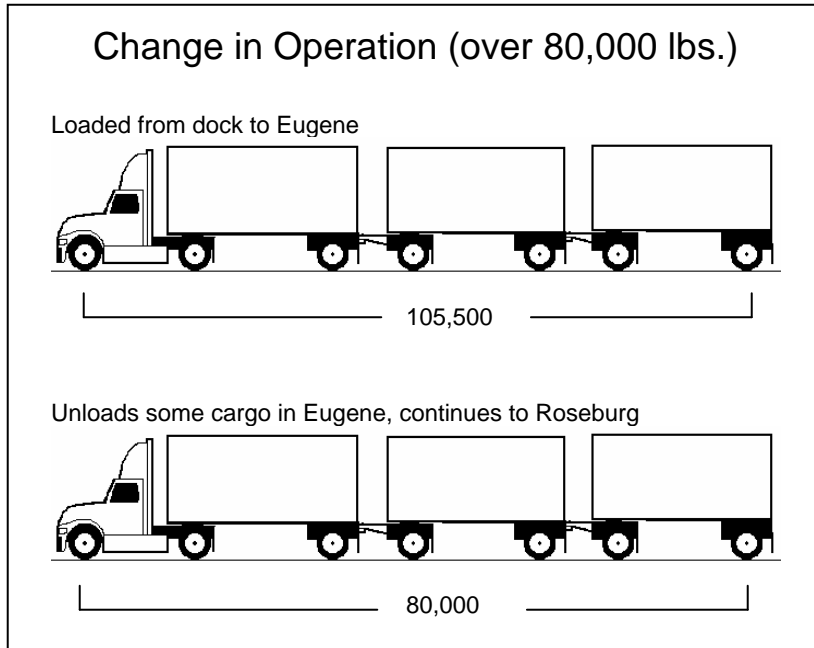 Change in Operation (over 80,000 lbs.)
Loaded from dock to Eugene
105,500
Unloads some cargo in Eugene, continues to Roseburg
80,000